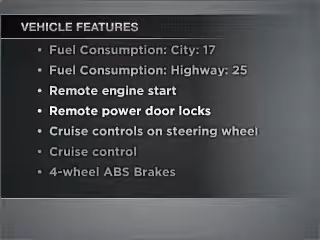 VEHICLE FEATURES
• Fuel Consumption: City: 17
• Fuel Consumption: Highway: 25
• Remote engine start
• Remote power door locks
• Cruise controls on steering wheel
• Cruise control
• 4-wheel ABS Brakes